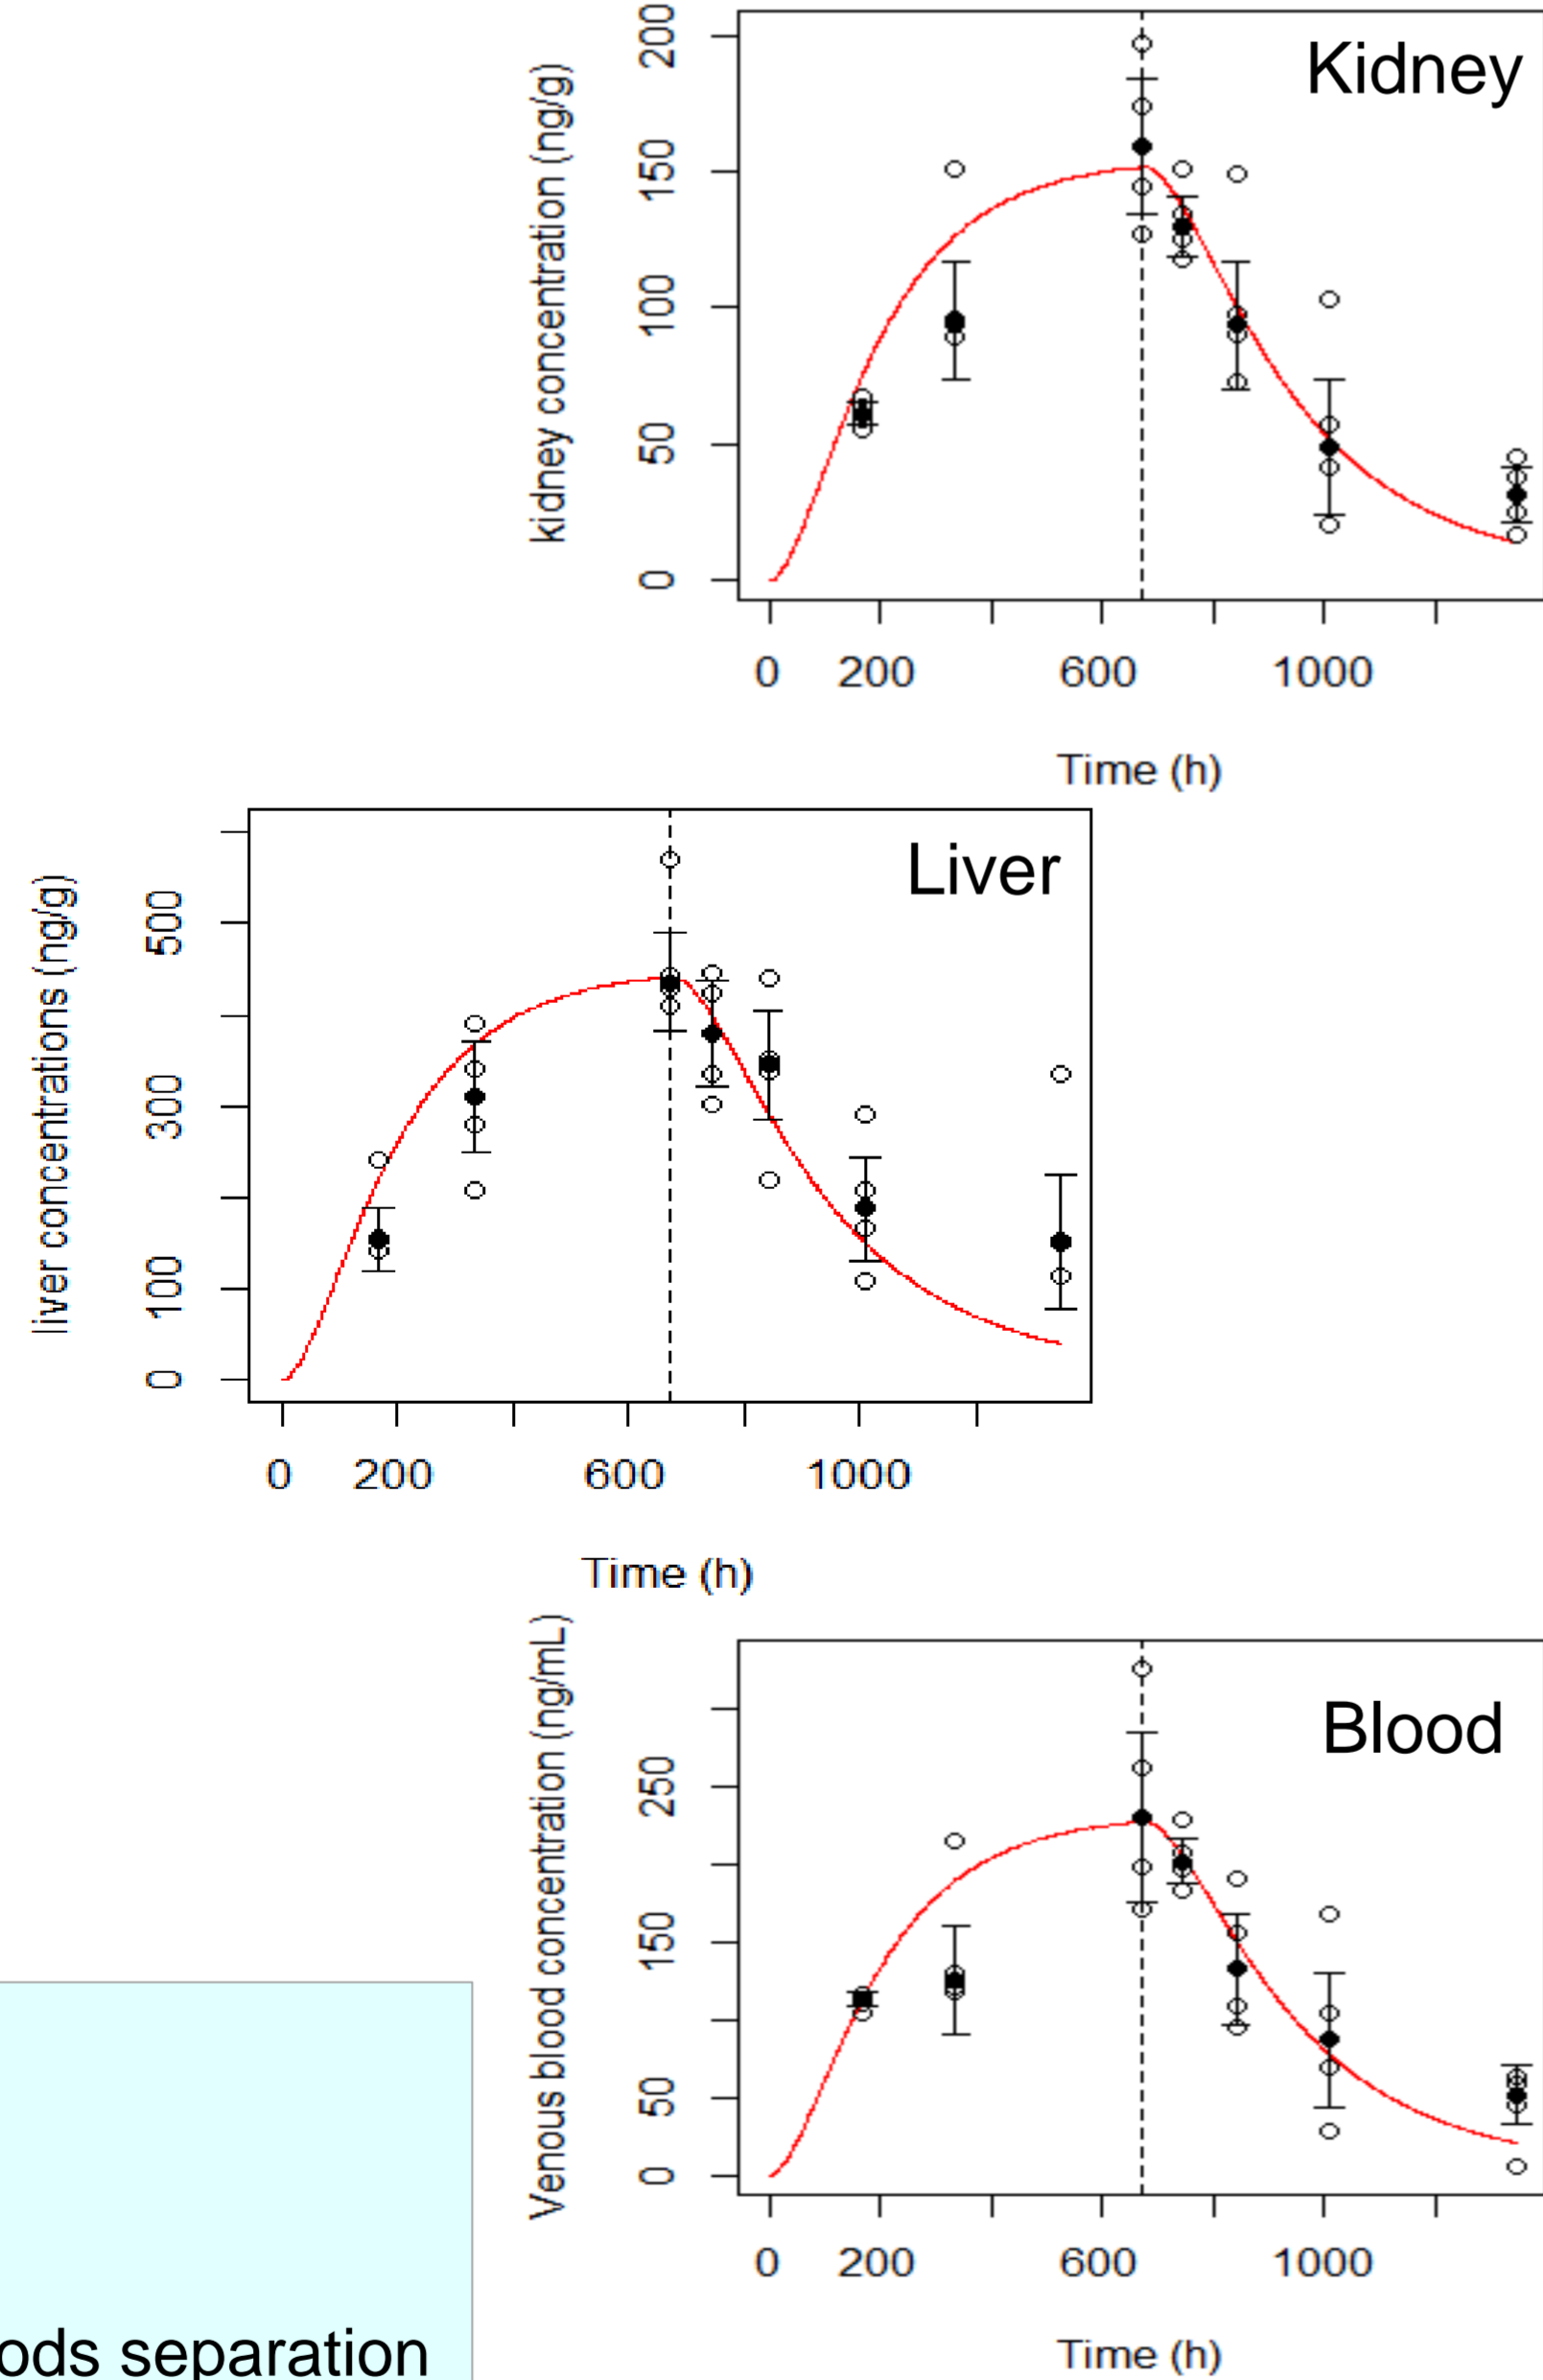 Kidney
kidney concentration (ng/g)
200
150
100
50
0
0 200 600 1000
Time (h)
Liver
liver concentrations (ng/g)
500
300
100
0
0 200 600 1000
Time (h)
Blood
Venous blood concentration (ng/mL)
250
150
50
0
0 200 600 1000
Time (h)
ods separation